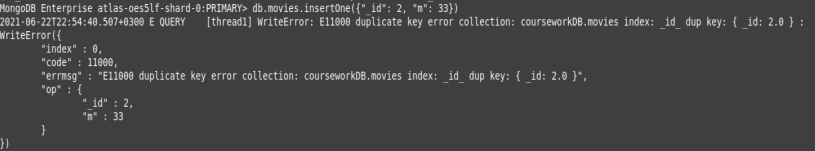 MongoDB Enterprise atlas-oes5lf-shard-0:PRIMARY> db.movies.insertOne({"_id": 2, "m": 33})
2021-06-22T22:54:40.507+0300 E QUERY    [thread1] WriteError: E11000 duplicate key error collection: courseworkDB.movies index: _id_ dup key: { _id: 2.0 } :
WriteError({
        "index" : 0,
        "code" : 11000,
        "errmsg" : "E11000 duplicate key error collection: courseworkDB.movies index: _id_ dup key: { _id: 2.0 }",
        "op" : {
                "_id" : 2,
                "m" : 33
        }
})